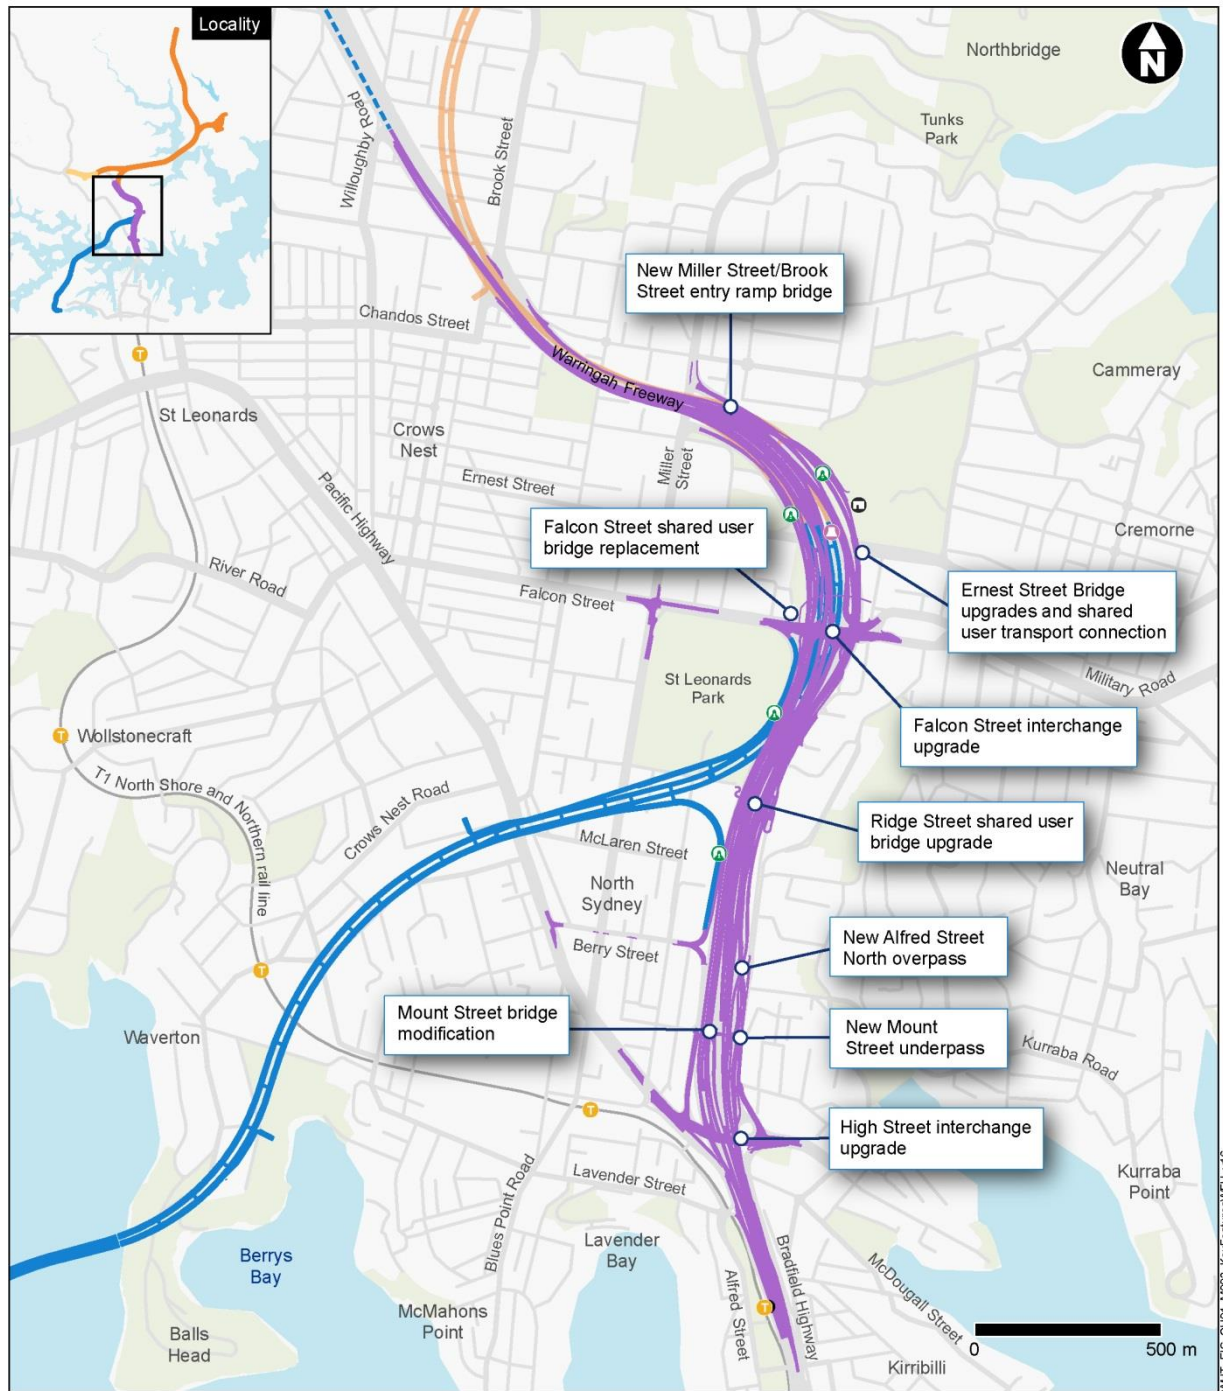 Locality
N
Northbridge
Tunks
Park
Willoughby Road
Brook Street
New Miller Street/Brook
Street entry ramp bridge
Chandos Street
Warringah Freeway
Cammeray
St Leonards
Crows
Nest
Miller
Street
Ernest Street
Pacific Highway
Falcon Street shared user
bridge replacement
Cremorne
River Road
Falcon Street
Ernest Street Bridge
upgrades and shared
user transport connection
St Leonards
Park
Military Road
Falcon Street interchange
upgrade
Wollstonecraft
T1 North Shore and Northern rail line
Crows Nest Road
Ridge Street shared user
bridge upgrade
McLaren Street
Neutral
Bay
North
Sydney
Berry Street
New Alfred Street
North overpass
Mount Street bridge
modification
New Mount
Street underpass
Waverton
Kurraba Road
High Street interchange
upgrade
Kurraba
Point
Lavender Street
Blues Point Road
Lavender
Bay
Berrys
Bay
Bradfield Highway
Alfred Street
McDougall Street
McMahons
Point
Balls
Head
Kirribilli
0 500 m
T
T
T
T
T